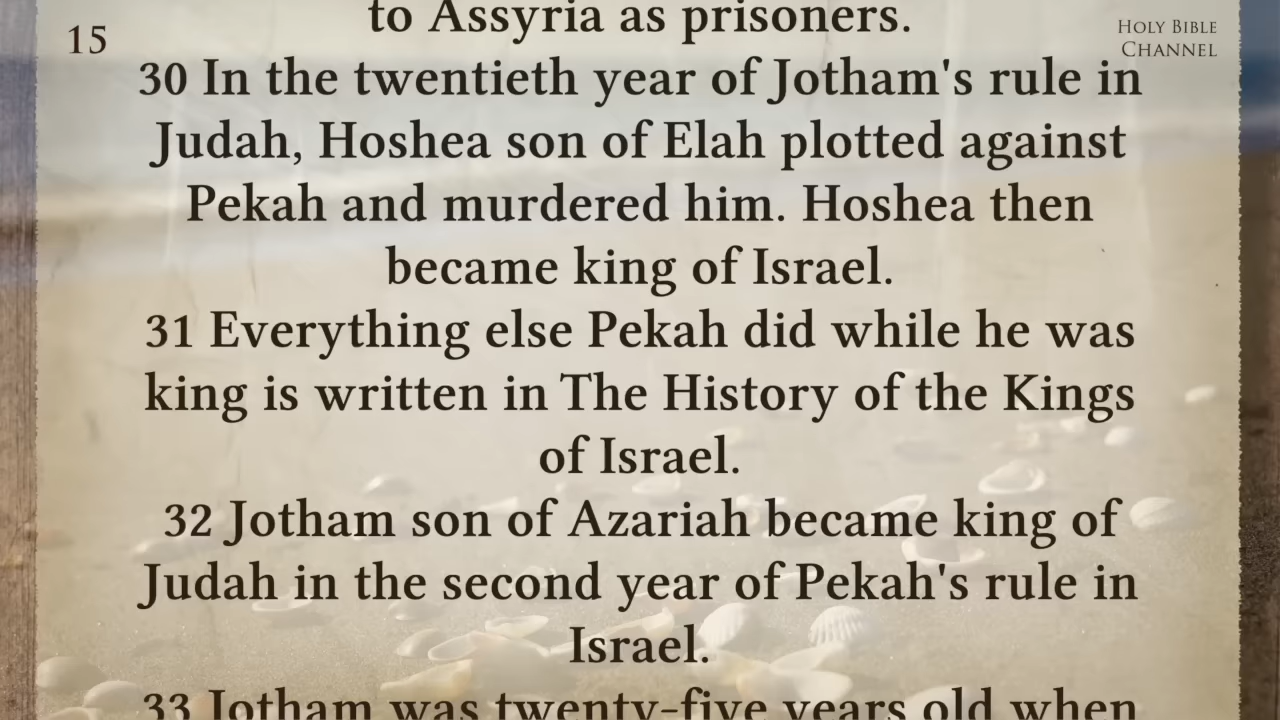 to Assyria as prisoners.
15
HOLY BIBLE
CHANNEL
30 In the twentieth year of Jotham's rule in
Judah, Hoshea son of Elah plotted against
Pekah and murdered him. Hoshea then
became king of Israel.
31 Everything else Pekah did while he was
king is written in The History of the Kings
of Israel.
32 Jotham son of Azariah became king of
Judah in the second year of Pekah's rule in
Israel.
33 Jotham was twenty-five years old when